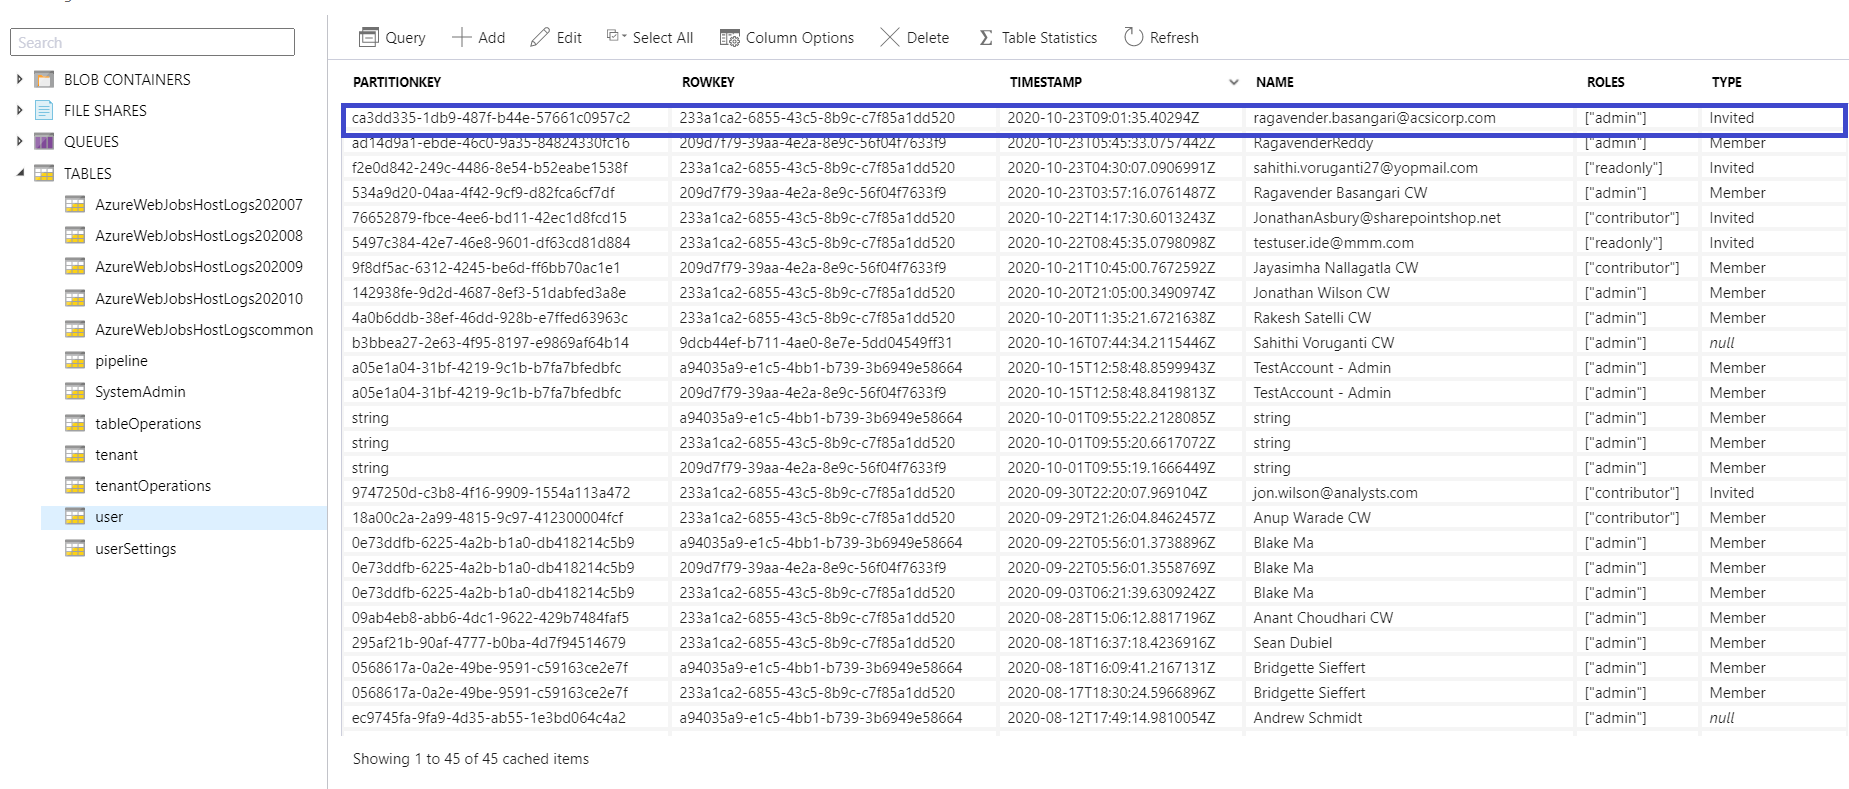 Search
BLOB CONTAINERS
FILE SHARES
QUEUES
TABLES
AzureWebJobsHostLogs202007
AzureWebJobsHostLogs202008
AzureWebJobsHostLogs202009
AzureWebJobsHostLogs202010
AzureWebJobsHostLogscommon
pipeline
SystemAdmin
tableOperations
tenant
tenantOperations
user
userSettings
Query Add Edit Select All Column Options Delete Table Statistics Refresh
PARTITIONKEY ROWKEY TIMESTAMP NAME ROLES TYPE
ca3dd335-1db9-487f-b44e-57661c0957c2 233a1ca2-6855-43c5-8b9c-c7f85a1dd520 2020-10-23T09:01:35.40294Z ragavender.basangari@acsicorp.com ["admin"] Invited
ad14d9a1-ebde-46c0-9a35-84824330fc16 209d7f79-39aa-4e2a-8e9c-56f04f7633f9 2020-10-23T05:45:33.0757442Z RagavenderReddy ["admin"] Member
f2e0d842-249c-4486-8e54-b52eabe1538f 233a1ca2-6855-43c5-8b9c-c7f85a1dd520 2020-10-23T04:30:07.0906991Z sahithi.voruganti27@yopmail.com ["readonly"] Invited
534a9d20-04aa-4f42-9cf9-d82fca6cf7df 209d7f79-39aa-4e2a-8e9c-56f04f7633f9 2020-10-23T03:57:16.0761487Z Ragavender Basangari CW ["admin"] Member
76652879-fbce-4ee6-bd11-42ec1d8fcd15 233a1ca2-6855-43c5-8b9c-c7f85a1dd520 2020-10-22T14:17:30.6013243Z JonathanAsbury@sharepointshop.net ["contributor"] Invited
5497c384-42e7-46e8-9601-df63cd81d884 233a1ca2-6855-43c5-8b9c-c7f85a1dd520 2020-10-22T08:45:35.0798098Z testuser.ide@mmm.com ["readonly"] Invited
9f8df5ac-6312-4245-be6d-ff6bb70ac1e1 209d7f79-39aa-4e2a-8e9c-56f04f7633f9 2020-10-21T10:45:00.7672592Z Jayasimha Nallagatla CW ["contributor"] Member
142938fe-9d2d-4687-8ef3-51dabfed3a8e 233a1ca2-6855-43c5-8b9c-c7f85a1dd520 2020-10-20T21:05:00.3490974Z Jonathan Wilson CW ["admin"] Member
4a0b6ddb-38ef-46dd-928b-e7ffed63963c 233a1ca2-6855-43c5-8b9c-c7f85a1dd520 2020-10-20T11:35:21.6721638Z Rakesh Satelli CW ["admin"] Member
b3bbea27-2e63-4f95-8197-e9869af64b14 9dcb44ef-b711-4ae0-8e7e-5dd04549ff31 2020-10-16T07:44:34.2115446Z Sahithi Voruganti CW ["admin"] null
a05e1a04-31bf-4219-9c1b-b7fa7bfedbfc a94035a9-e1c5-4bb1-b739-3b6949e58664 2020-10-15T12:58:48.8599943Z TestAccount - Admin ["admin"] Member
a05e1a04-31bf-4219-9c1b-b7fa7bfedbfc 209d7f79-39aa-4e2a-8e9c-56f04f7633f9 2020-10-15T12:58:48.8419813Z TestAccount - Admin ["admin"] Member
string a94035a9-e1c5-4bb1-b739-3b6949e58664 2020-10-01T09:55:22.2128085Z string ["admin"] Member
string 233a1ca2-6855-43c5-8b9c-c7f85a1dd520 2020-10-01T09:55:20.6617072Z string ["admin"] Member
string 209d7f79-39aa-4e2a-8e9c-56f04f7633f9 2020-10-01T09:55:19.1666449Z string ["admin"] Member
9747250d-c3b8-4f16-9909-1554a113a472 233a1ca2-6855-43c5-8b9c-c7f85a1dd520 2020-09-30T22:20:07.969104Z jon.wilson@analysts.com ["contributor"] Invited
18a00c2a-2a99-4815-9c97-412300004fcf 233a1ca2-6855-43c5-8b9c-c7f85a1dd520 2020-09-29T21:26:04.8462457Z Anup Warade CW ["contributor"] Member
0e73ddfb-6225-4a2b-b1a0-db418214c5b9 a94035a9-e1c5-4bb1-b739-3b6949e58664 2020-09-22T05:56:01.3738896Z Blake Ma ["admin"] Member
0e73ddfb-6225-4a2b-b1a0-db418214c5b9 209d7f79-39aa-4e2a-8e9c-56f04f7633f9 2020-09-22T05:56:01.3558769Z Blake Ma ["admin"] Member
0e73ddfb-6225-4a2b-b1a0-db418214c5b9 233a1ca2-6855-43c5-8b9c-c7f85a1dd520 2020-09-03T06:21:39.6309242Z Blake Ma ["admin"] Member
09ab4eb8-abb6-4dc1-9622-429b7484faf5 233a1ca2-6855-43c5-8b9c-c7f85a1dd520 2020-08-28T15:06:12.8817196Z Anant Choudhari CW ["admin"] Member
295af21b-90af-4777-b0ba-4d7f94514679 233a1ca2-6855-43c5-8b9c-c7f85a1dd520 2020-08-18T16:37:18.4236916Z Sean Dubiel ["admin"] Member
0568617a-0a2e-49be-9591-c59163ce2e7f a94035a9-e1c5-4bb1-b739-3b6949e58664 2020-08-18T16:09:41.2167131Z Bridgette Sieffert ["admin"] Member
0568617a-0a2e-49be-9591-c59163ce2e7f 233a1ca2-6855-43c5-8b9c-c7f85a1dd520 2020-08-17T18:30:24.5966896Z Bridgette Sieffert ["admin"] Member
ec9745fa-9fa9-4d35-ab55-1e3bd064c4a2 a94035a9-e1c5-4bb1-b739-3b6949e58664 2020-08-12T17:49:14.9810054Z Andrew Schmidt ["admin"] null
Showing 1 to 45 of 45 cached items